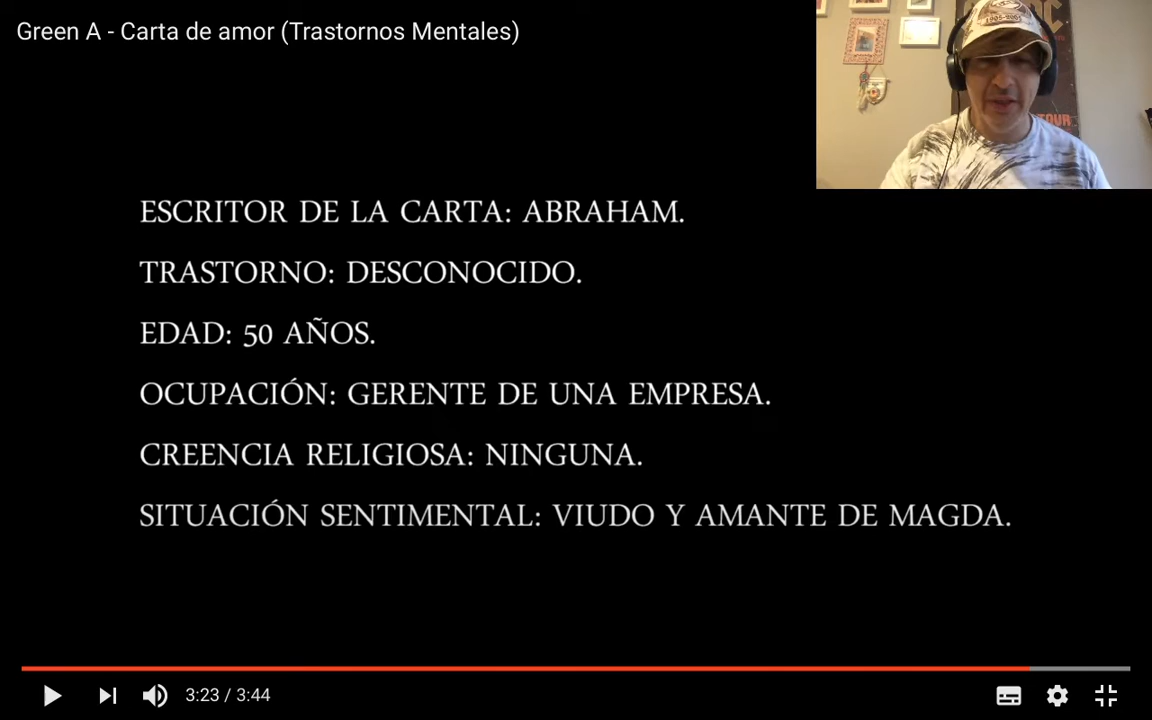 Green A - Carta de amor (Trastornos Mentales)
ESCRITOR DE LA CARTA: ABRAHAM.
TRASTORNO: DESCONOCIDO.
EDAD: 50 AÑOS.
OCUPACIÓN: GERENTE DE UNA EMPRESA.
CREENCIA RELIGIOSA: NINGUNA.
SITUACIÓN SENTIMENTAL: VIUDO Y AMANTE DE MAGDA.
3:23 / 3:44